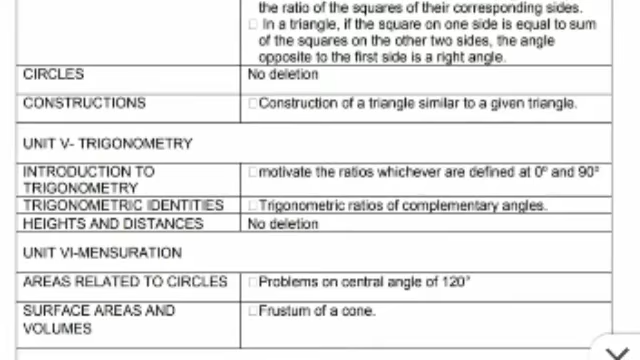 the ratio of the squares of their corresponding sides.
In a triangle, if the square on one side is equal to sum
of the squares on the other two sides, the angle
opposite to the first side is a right angle.
CIRCLES No deletion
CONSTRUCTIONS Construction of a triangle similar to a given triangle.
UNIT V- TRIGONOMETRY
INTRODUCTION TO motivate the ratios whichever are defined at 0° and 90°
TRIGONOMETRY
TRIGONOMETRIC IDENTITIES Trigonometric ratios of complementary angles.
HEIGHTS AND DISTANCES No deletion
UNIT VI-MENSURATION
AREAS RELATED TO CIRCLES Problems on central angle of 120°
SURFACE AREAS AND Frustum of a cone.
VOLUMES